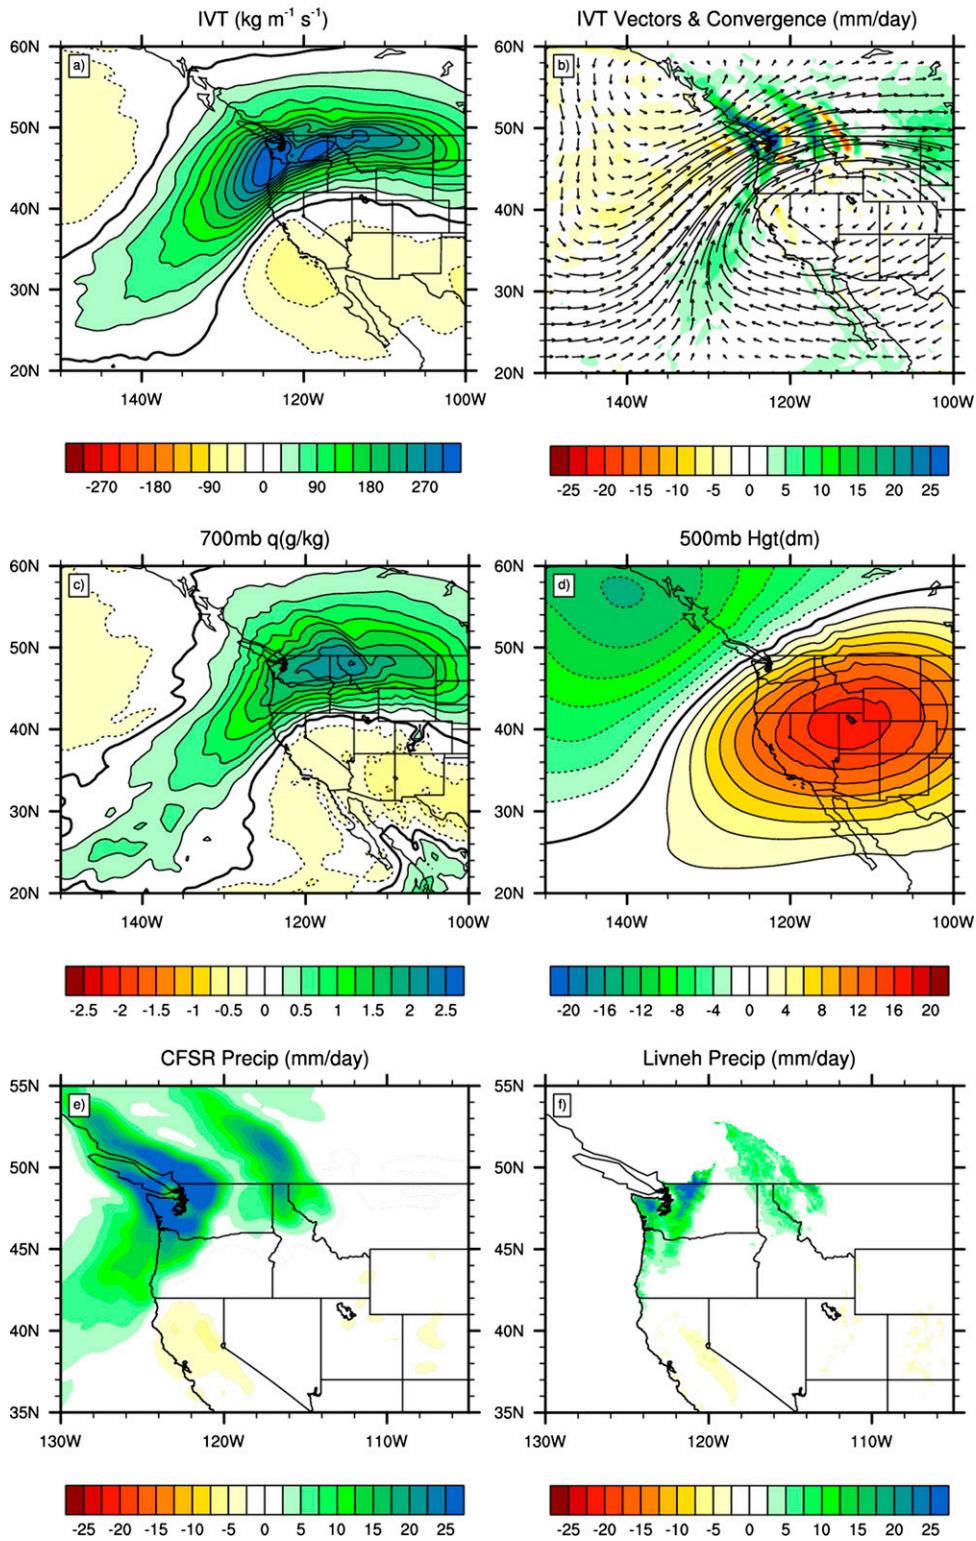 IVT (kg m⁻¹ s⁻¹)
IVT Vectors & Convergence (mm/day)
60N
a)
50N
40N
30N
20N
140W
120W
100W
60N
b)
50N
40N
30N
20N
140W
120W
100W
-270
-180
-90
0
90
180
270
-25
-20
-15
-10
-5
0
5
10
15
20
25
700mb q(g/kg)
500mb Hgt(dm)
60N
c)
50N
40N
30N
20N
140W
120W
100W
60N
d)
50N
40N
30N
20N
140W
120W
100W
-2.5
-2
-1.5
-1
-0.5
0
0.5
1
1.5
2
2.5
-20
-16
-12
-8
-4
0
4
8
12
16
20
CFSR Precip (mm/day)
Livneh Precip (mm/day)
55N
e)
50N
45N
40N
35N
130W
120W
110W
55N
f)
50N
45N
40N
35N
130W
120W
110W
-25
-20
-15
-10
-5
0
5
10
15
20
25
-25
-20
-15
-10
-5
0
5
10
15
20
25